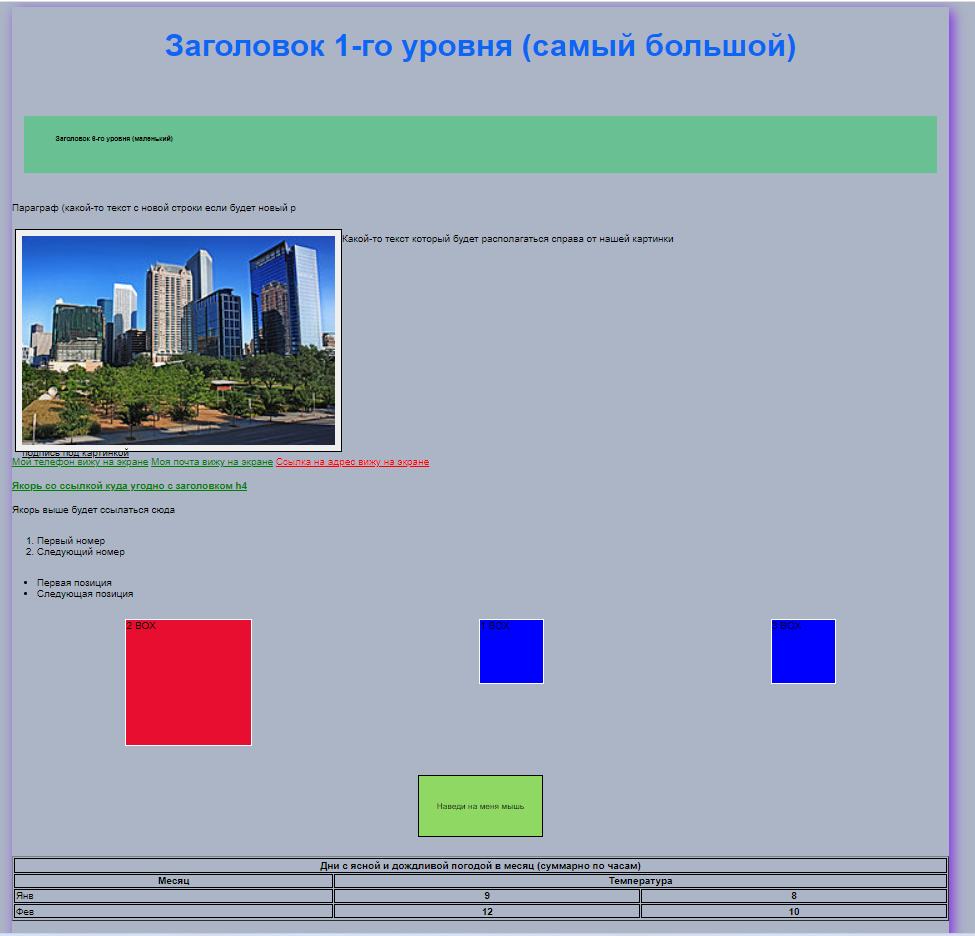 Заголовок 1-го уровня (самый большой)
Заголовок 6-го уровня (маленький)
Параграф (какой-то текст с новой строки если будет новый p
Какой-то текст который будет располагаться справа от нашей картинки
подпись под картинкой
Мой телефон вижу на экране Моя почта вижу на экране Ссылка на адрес вижу на экране
Якорь со ссылкой куда угодно с заголовком h4
Якорь выше будет ссылаться сюда
1. Первый номер
2. Следующий номер
• Первая позиция
• Следующая позиция
2 BOX BOX 3 BOX
Наведи на меня мышь
Дни с ясной и дождливой погодой в месяц (суммарно по часам)
Месяц Температура
Янв 9 8
Фев 12 10